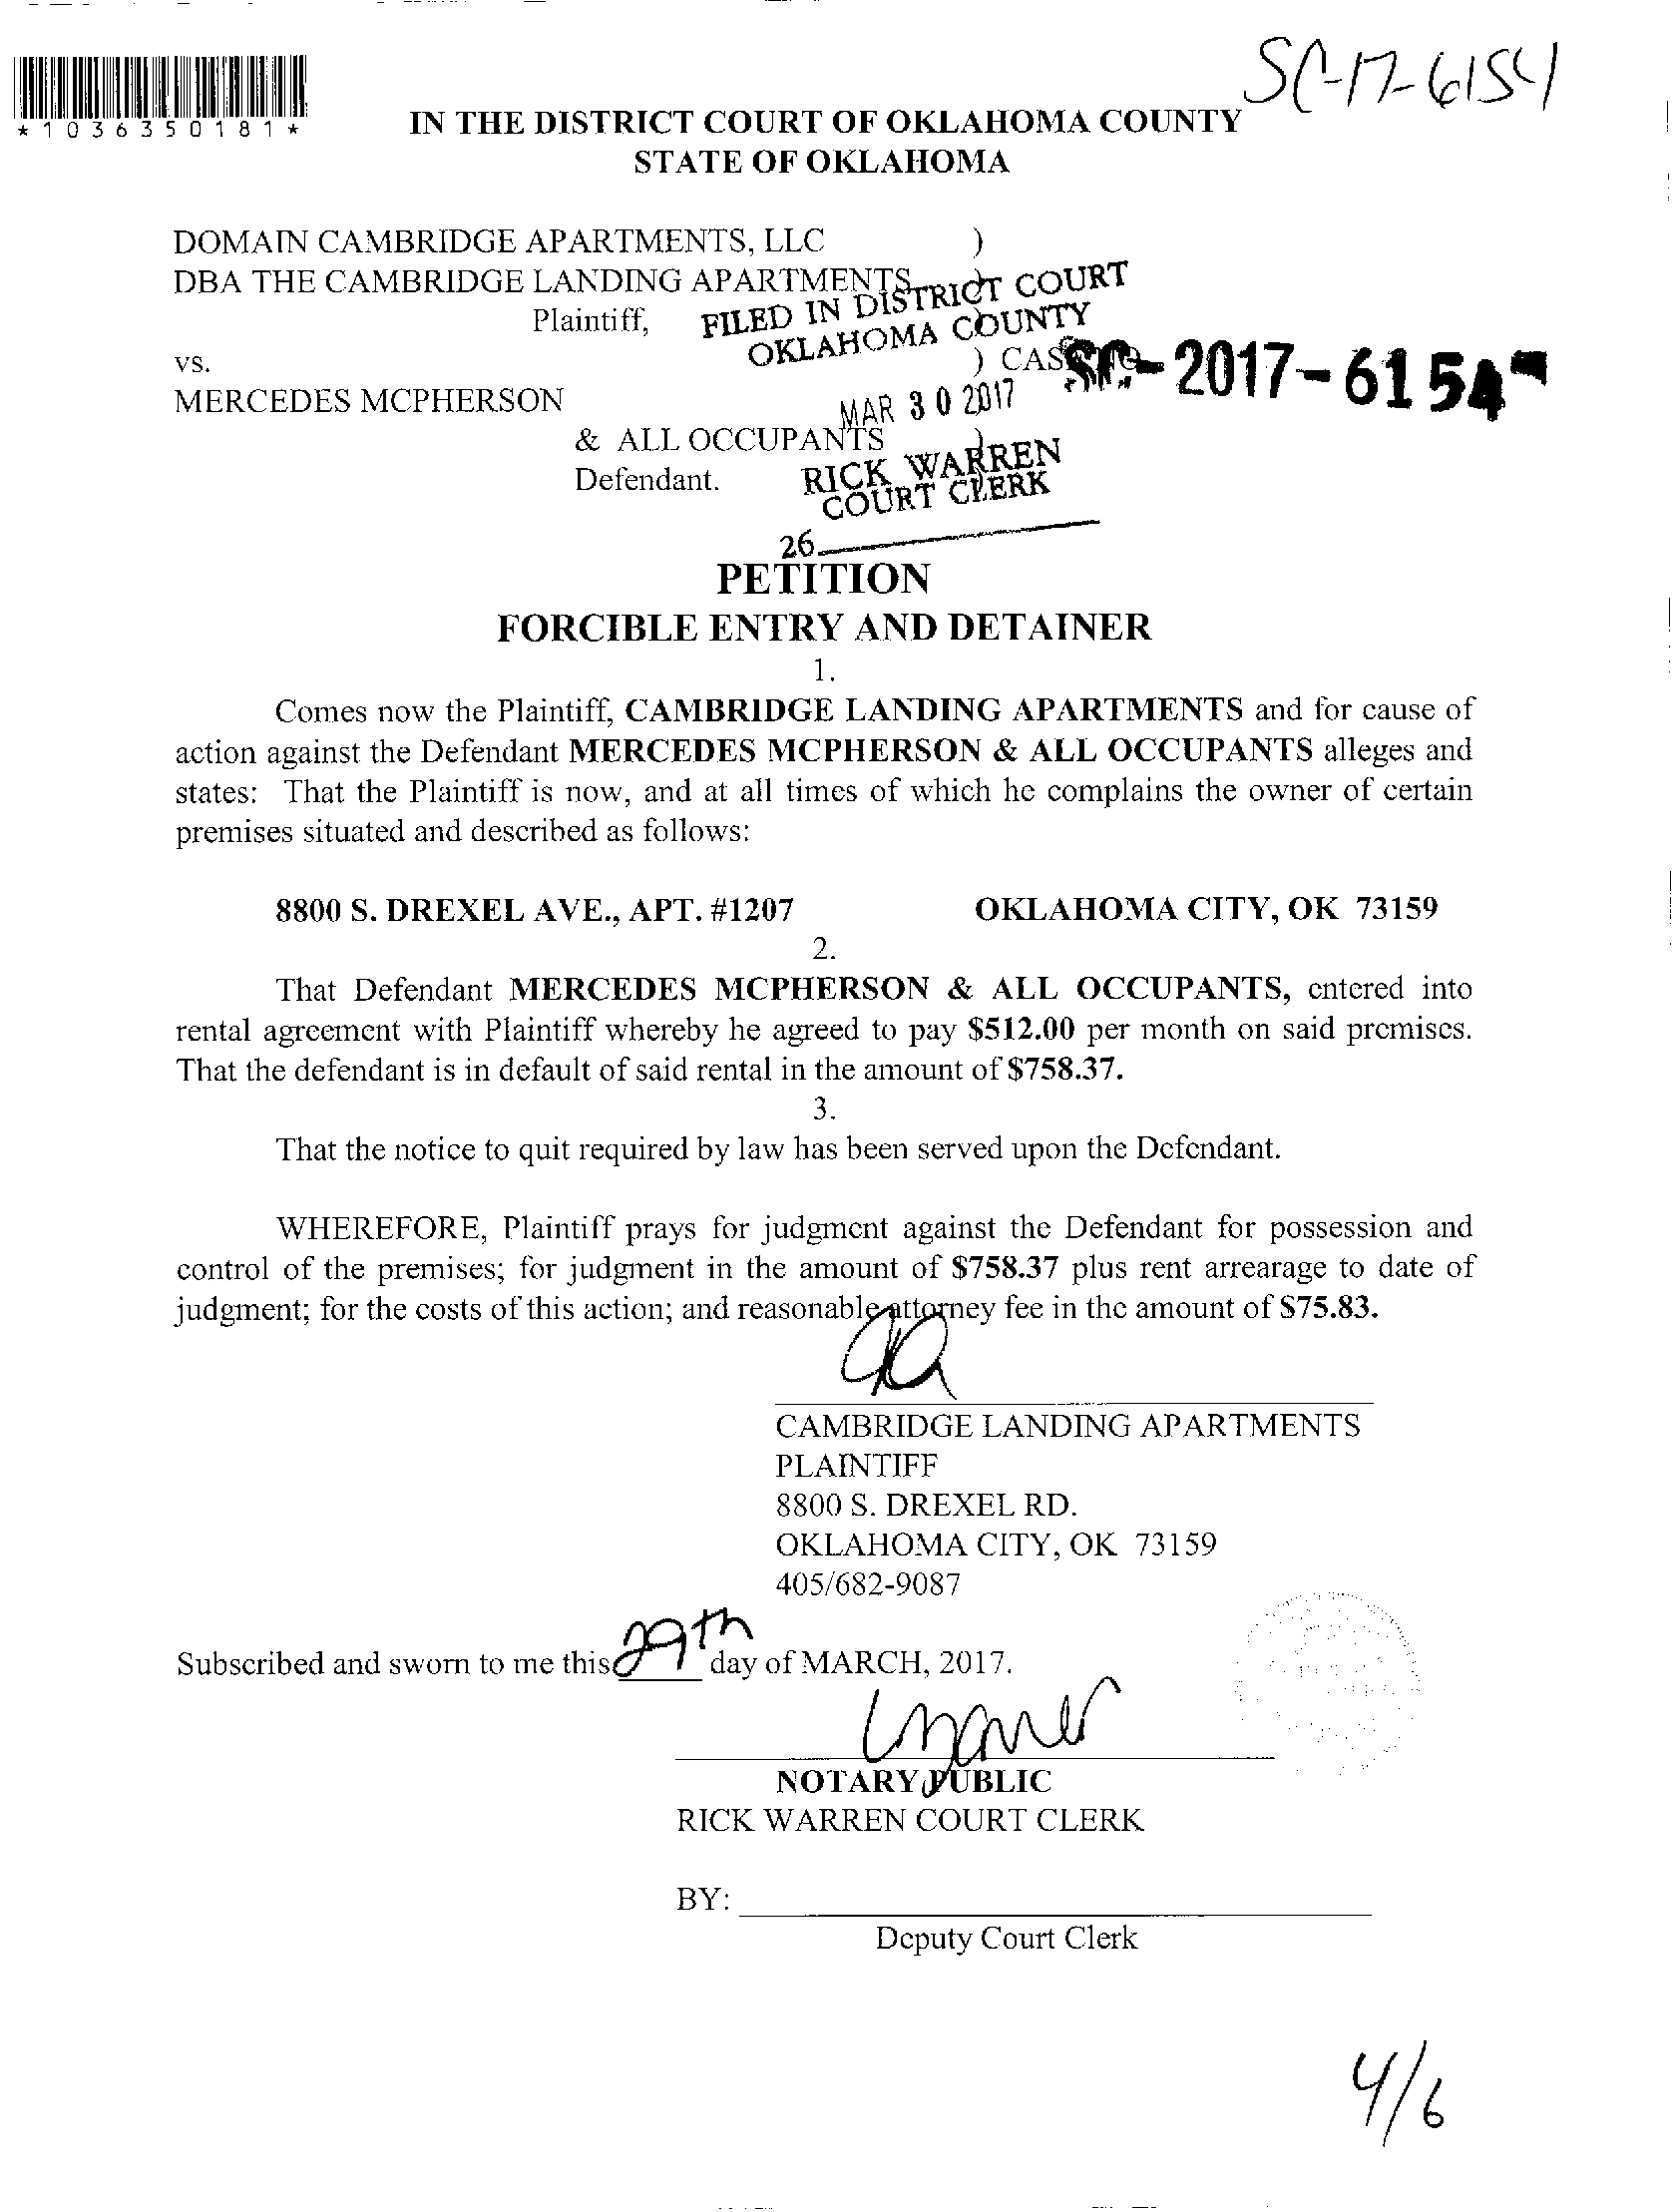 SC-17-6154
*1036350181*
IN THE DISTRICT COURT OF OKLAHOMA COUNTY
STATE OF OKLAHOMA
DOMAIN CAMBRIDGE APARTMENTS, LLC )
DBA THE CAMBRIDGE LANDING APARTMENTS )
Plaintiff, )
FILED IN DISTRICT COURT
OKLAHOMA COUNTY
vs. ) CASE NO. SC-2017-6154
MERCEDES MCPHERSON
MAR 30 2017
& ALL OCCUPANTS )
Defendant. )
RICK WARREN
COURT CLERK
26
PETITION
FORCIBLE ENTRY AND DETAINER
1.
Comes now the Plaintiff, CAMBRIDGE LANDING APARTMENTS and for cause of
action against the Defendant MERCEDES MCPHERSON & ALL OCCUPANTS alleges and
states: That the Plaintiff is now, and at all times of which he complains the owner of certain
premises situated and described as follows:
8800 S. DREXEL AVE., APT. #1207 OKLAHOMA CITY, OK 73159
2.
That Defendant MERCEDES MCPHERSON & ALL OCCUPANTS, entered into
rental agreement with Plaintiff whereby he agreed to pay $512.00 per month on said premises.
That the defendant is in default of said rental in the amount of $758.37.
3.
That the notice to quit required by law has been served upon the Defendant.
WHEREFORE, Plaintiff prays for judgment against the Defendant for possession and
control of the premises; for judgment in the amount of $758.37 plus rent arrearage to date of
judgment; for the costs of this action; and reasonable attorney fee in the amount of $75.83.
CAMBRIDGE LANDING APARTMENTS
PLAINTIFF
8800 S. DREXEL RD.
OKLAHOMA CITY, OK 73159
405/682-9087
Subscribed and sworn to me this 29th day of MARCH, 2017.
NOTARY PUBLIC
RICK WARREN COURT CLERK
BY:
Deputy Court Clerk
4/6